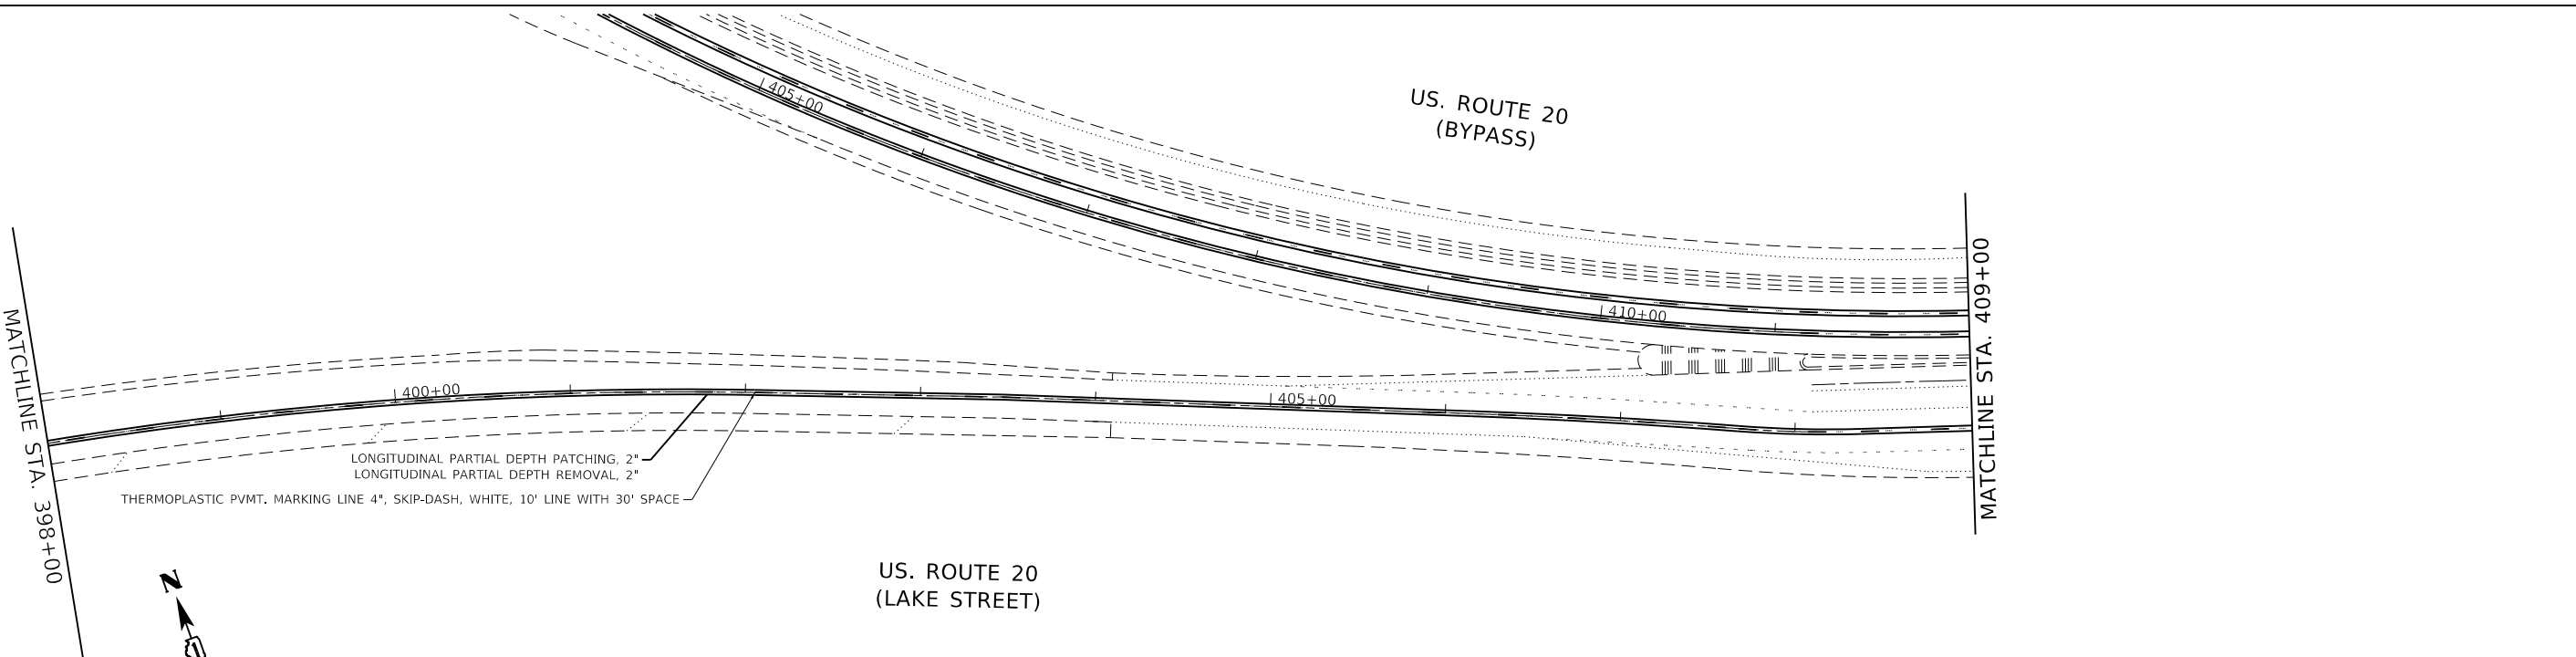 405+00
US. ROUTE 20
(BYPASS)
410+00
MATCHLINE STA. 409+00
MATCHLINE STA. 398+00
400+00
405+00
LONGITUDINAL PARTIAL DEPTH PATCHING, 2"
LONGITUDINAL PARTIAL DEPTH REMOVAL, 2"
THERMOPLASTIC PVMT. MARKING LINE 4", SKIP-DASH, WHITE, 10' LINE WITH 30' SPACE
US. ROUTE 20
(LAKE STREET)
N